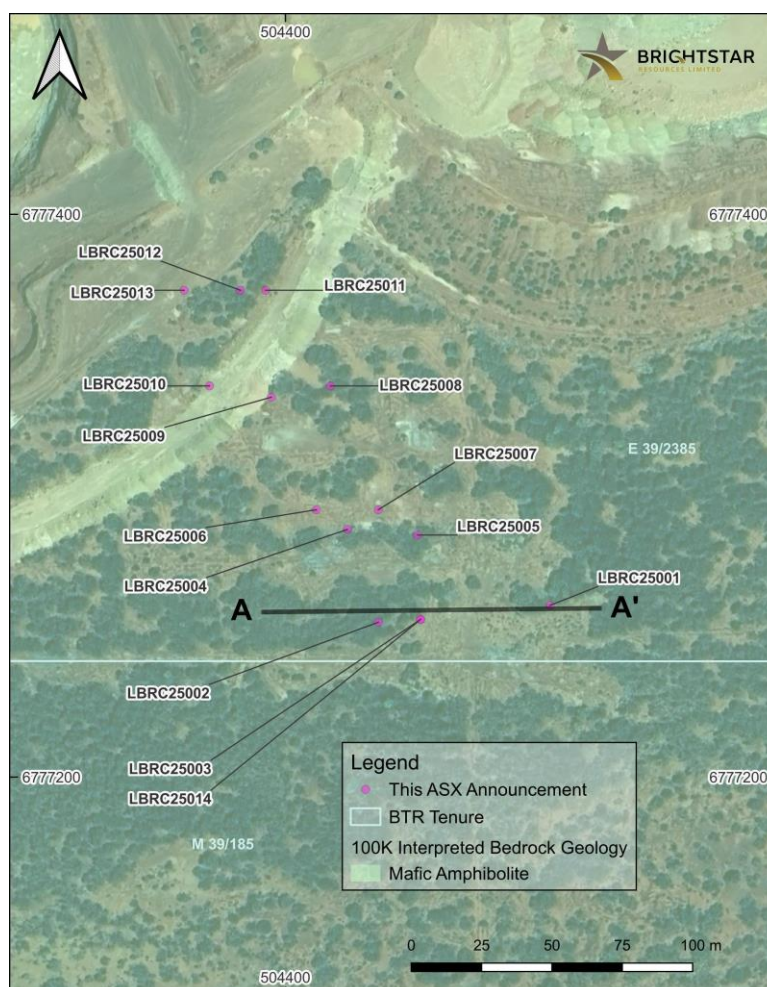 504400
BRIGHTSTAR
RESOURCES LIMITED
6777400
6777400
LBRC25012
LBRC25013
LBRC25011
LBRC25010
LBRC25008
LBRC25009
E 39/2385
LBRC25007
LBRC25006
LBRC25005
LBRC25004
LBRC25001
A
A'
LBRC25002
LBRC25003
6777200
6777200
LBRC25014
Legend
This ASX Announcement
BTR Tenure
100K Interpreted Bedrock Geology
Mafic Amphibolite
M 39/185
0 25 50 75 100 m
504400